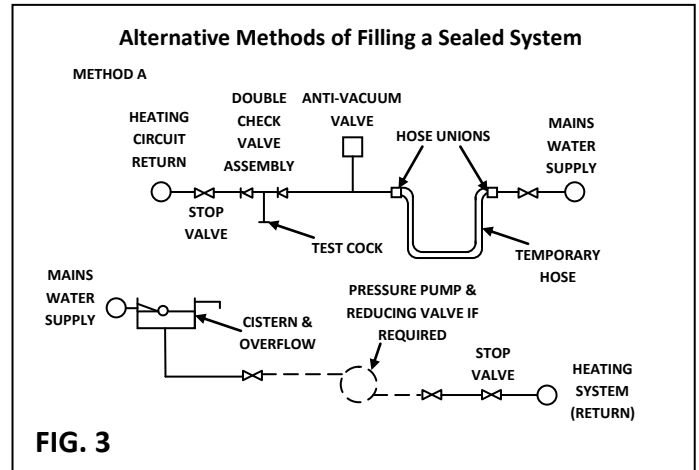 Alternative Methods of Filling a Sealed System
METHOD A
HEATING
CIRCUIT
RETURN
DOUBLE
CHECK
VALVE
ASSEMBLY
ANTI-VACUUM
VALVE
HOSE UNIONS
MAINS
WATER
SUPPLY
STOP
VALVE
TEST COCK
TEMPORARY
HOSE
MAINS
WATER
SUPPLY
CISTERN &
OVERFLOW
PRESSURE PUMP &
REDUCING VALVE IF
REQUIRED
STOP
VALVE
HEATING
SYSTEM
(RETURN)
FIG. 3